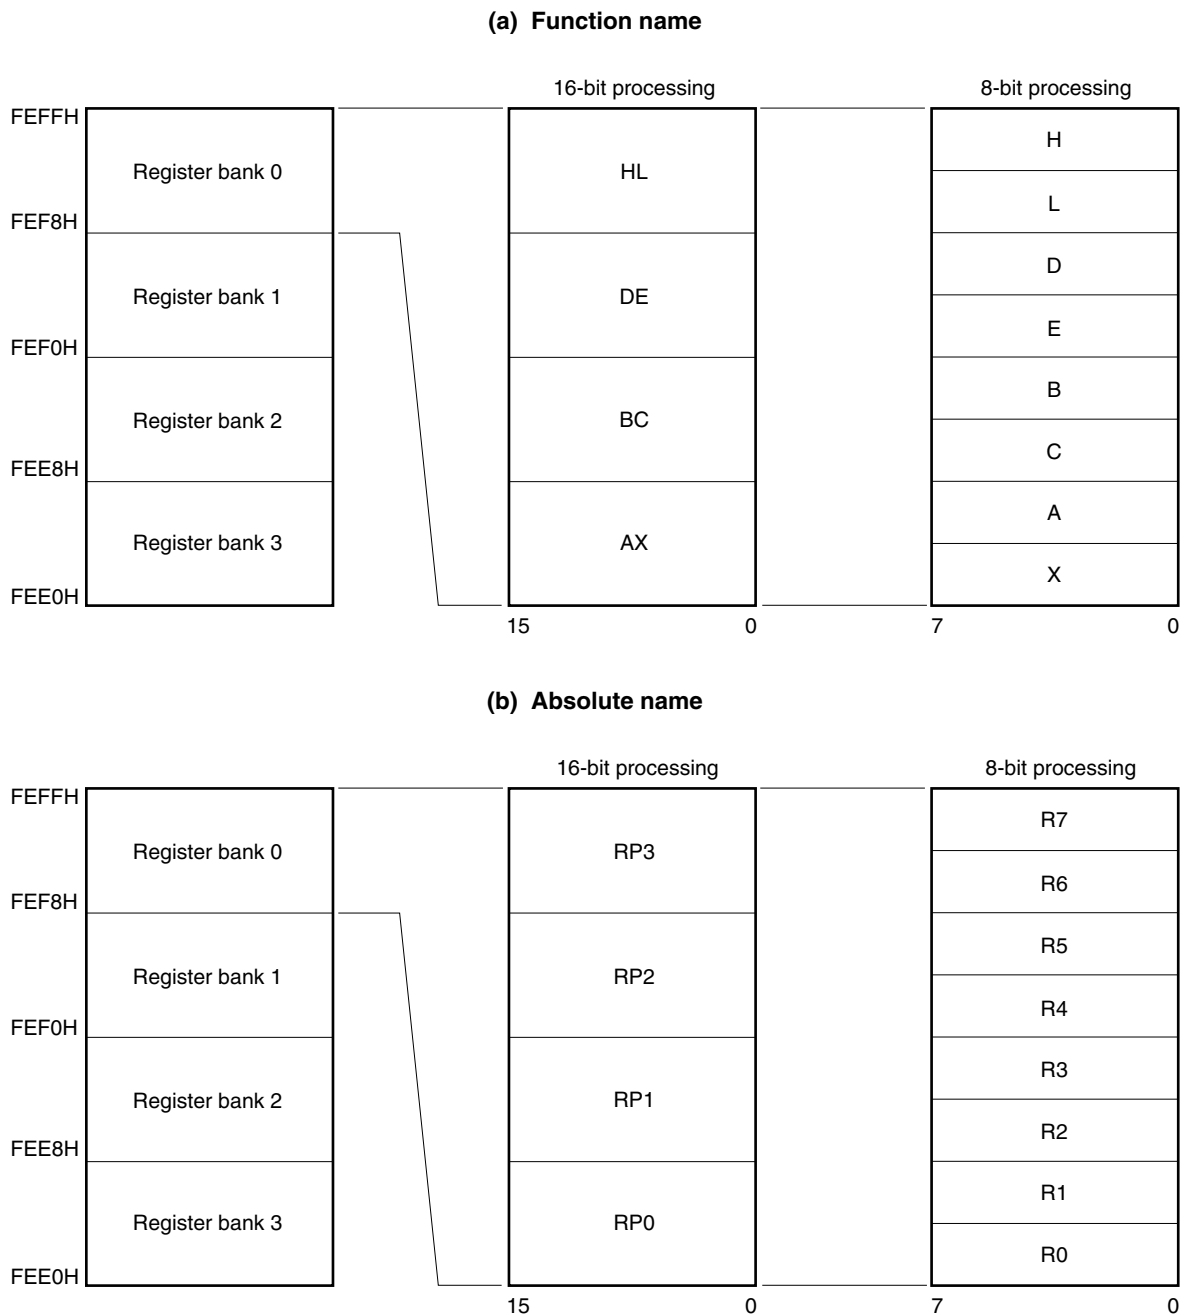 (a) Function name
16-bit processing
8-bit processing
FEFFH
H
Register bank 0
HL
L
FEF8H
D
Register bank 1
DE
E
FEF0H
B
Register bank 2
BC
C
FEE8H
A
Register bank 3
AX
X
FEE0H
15
0
7
0
(b) Absolute name
16-bit processing
8-bit processing
FEFFH
R7
Register bank 0
RP3
R6
FEF8H
R5
Register bank 1
RP2
R4
FEF0H
R3
Register bank 2
RP1
R2
FEE8H
R1
Register bank 3
RP0
R0
FEE0H
15
0
7
0